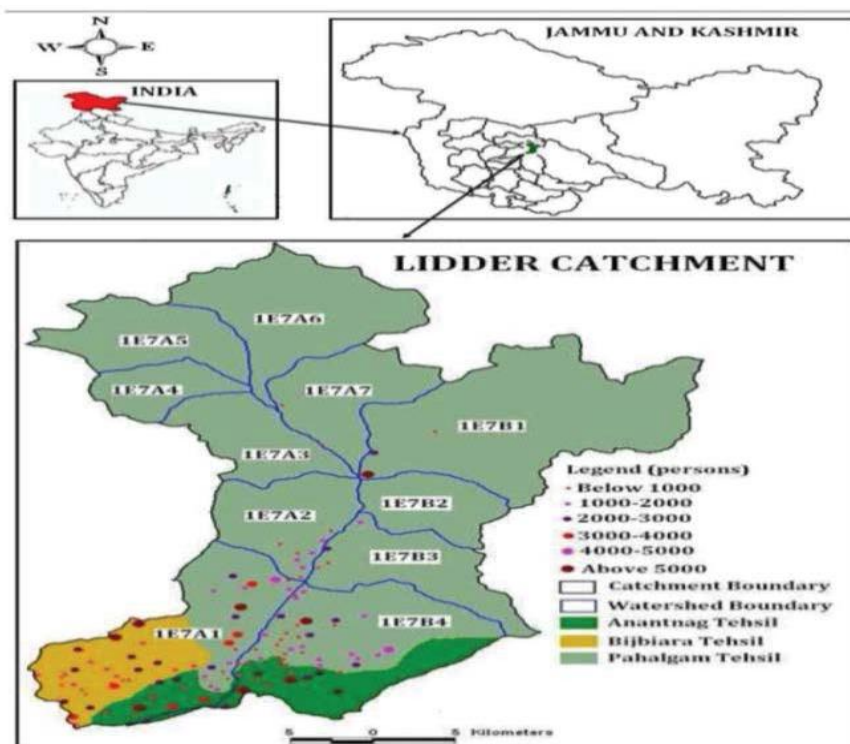 N
W E
S
INDIA
JAMMU AND KASHMIR
LIDDER CATCHMENT
1E7A6
1E7A5
1E7A4
1E7A7
1E7B1
1E7A3
1E7A2
1E7B2
1E7B3
1E7A1
1E7B4
Legend (persons)
Below 1000
1000-2000
2000-3000
3000-4000
4000-5000
Above 5000
Catchment Boundary
Watershed Boundary
Anantnag Tehsil
Bijbiara Tehsil
Pahalgam Tehsil
5 0 5 Kilometers